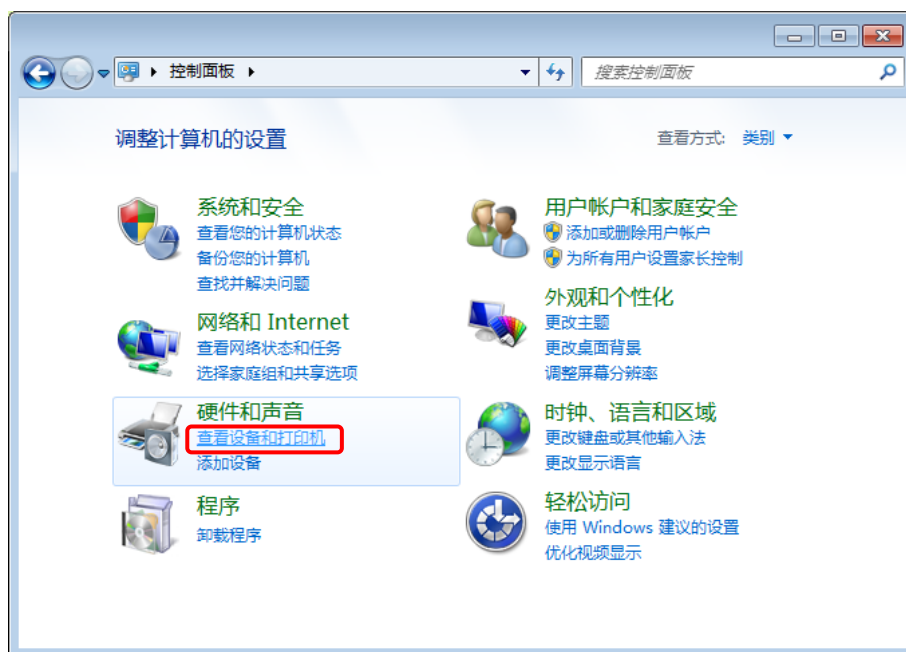 控制面板
搜索控制面板
调整计算机的设置
查看方式: 类别
系统和安全
查看您的计算机状态
备份您的计算机
查找并解决问题
网络和 Internet
查看网络状态和任务
选择家庭组和共享选项
硬件和声音
查看设备和打印机
添加设备
程序
卸载程序
用户帐户和家庭安全
添加或删除用户帐户
为所有用户设置家长控制
外观和个性化
更改主题
更改桌面背景
调整屏幕分辨率
时钟、语言和区域
更改键盘或其他输入法
更改显示语言
轻松访问
使用 Windows 建议的设置
优化视频显示